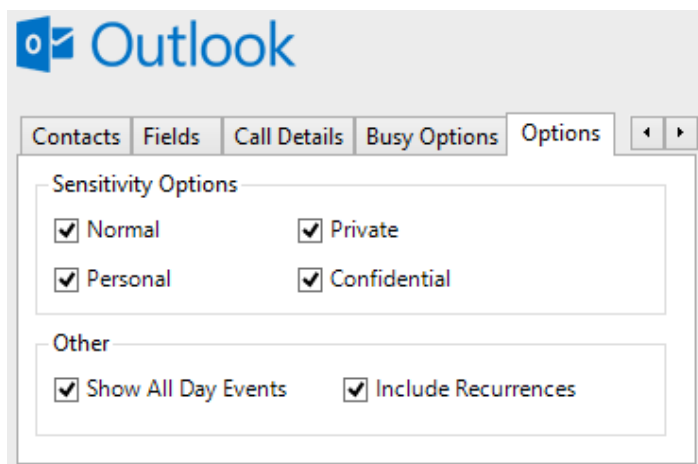 Outlook
Contacts Fields Call Details Busy Options Options
Sensitivity Options
Normal Private
Personal Confidential
Other
Show All Day Events Include Recurrences